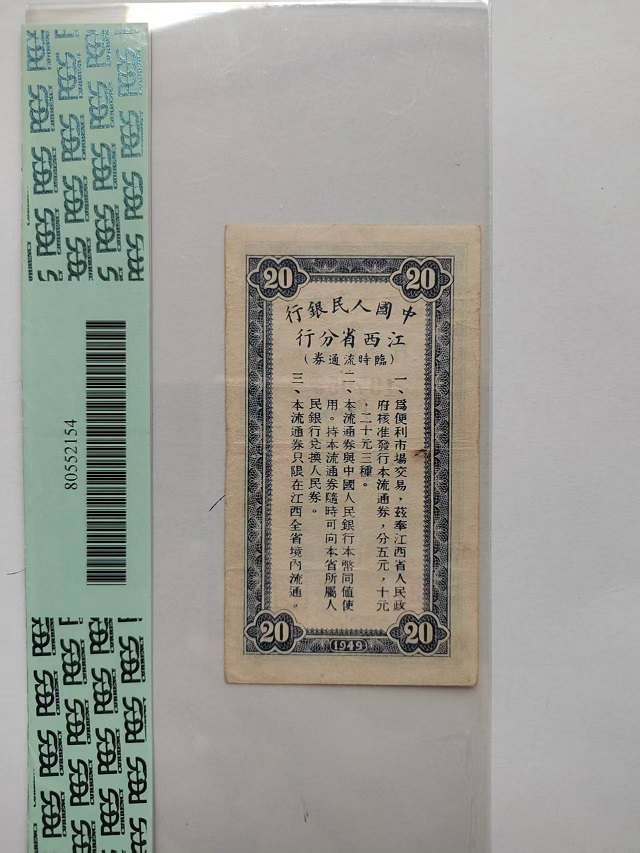 20 20
中國人民銀行
江西省分行
(臨時流通券)
一、爲便利市場交易，茲奉江西省人民政
府核准發行本流通券，分五元，十元
，二十元三種。
二、本流通券與中國人民銀行本幣同值使
用。持本流通券隨時可向本省所屬人
民銀行兌換人民券。
三、本流通券只限在江西全省境內流通。
20 1949 20
80552154
PCGS CURRENCY